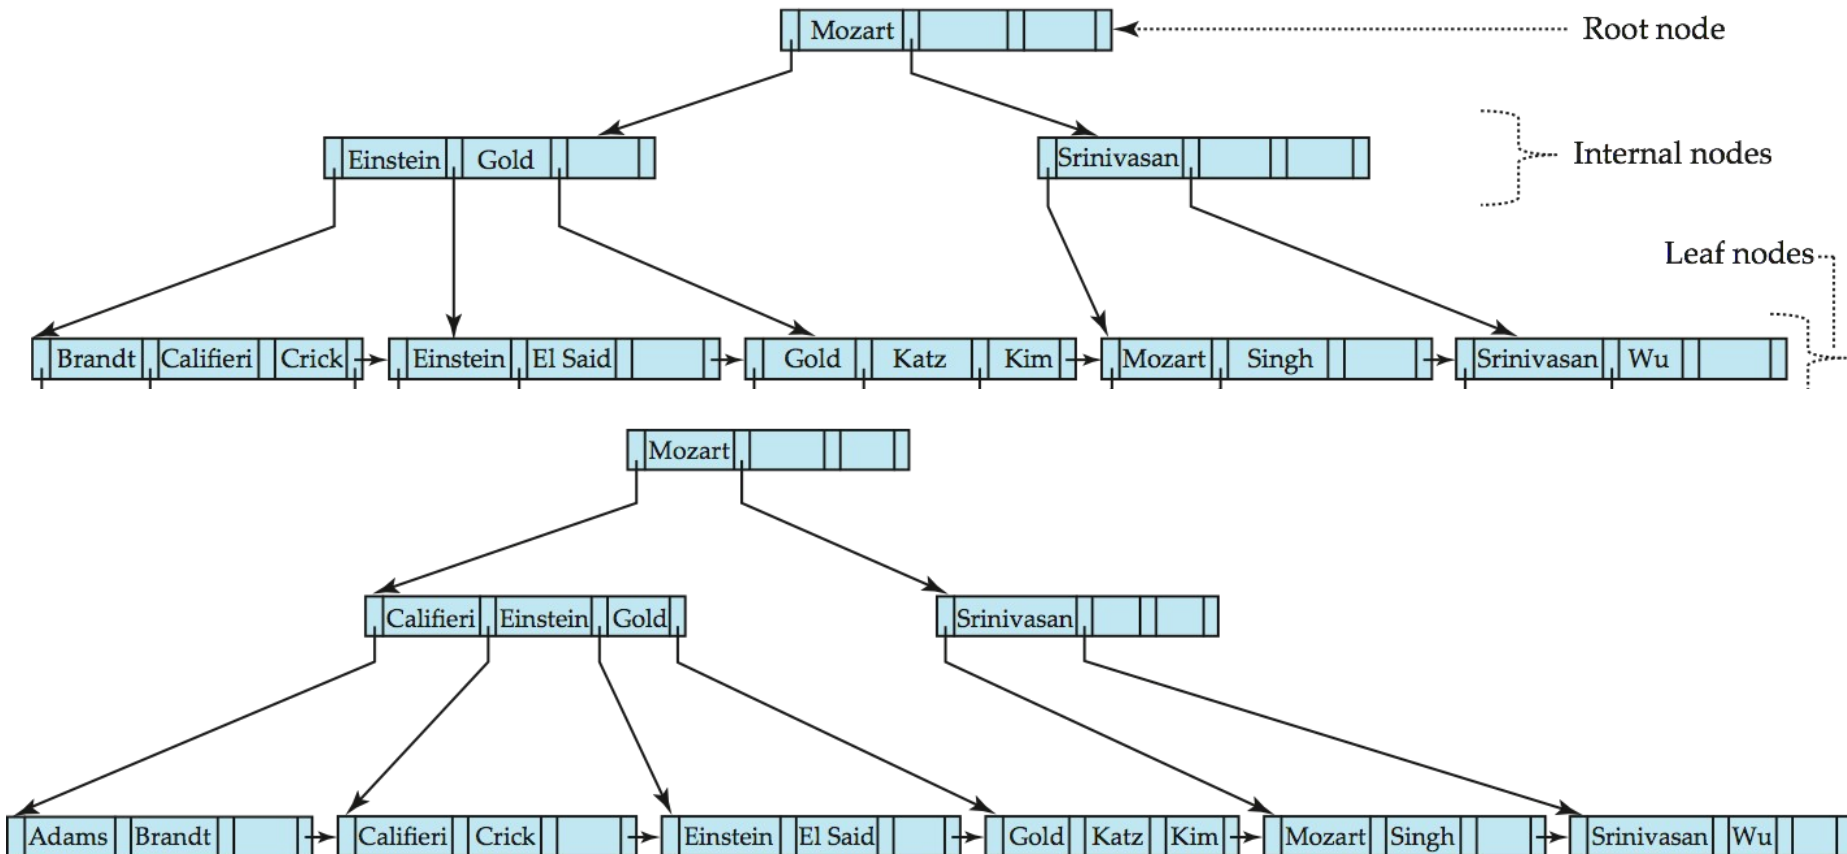 Mozart
Root node
Einstein Gold
Srinivasan
Internal nodes
Leaf nodes
Brandt Califieri Crick Einstein El Said Gold Katz Kim Mozart Singh Srinivasan Wu
Mozart
Califieri Einstein Gold
Srinivasan
Adams Brandt Califieri Crick Einstein El Said Gold Katz Kim Mozart Singh Srinivasan Wu